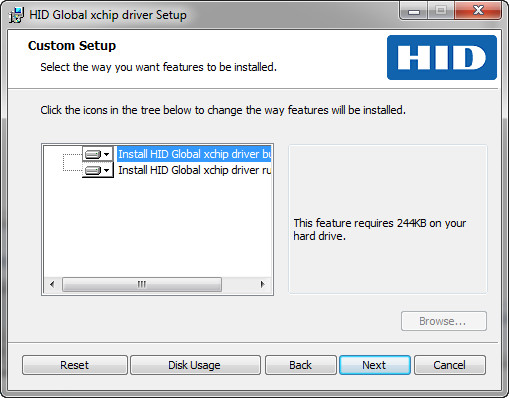 HID Global xchip driver Setup
Custom Setup
Select the way you want features to be installed.
HID
Click the icons in the tree below to change the way features will be installed.
Install HID Global xchip driver bu
Install HID Global xchip driver ru
This feature requires 244KB on your
hard drive.
Browse...
Reset
Disk Usage
Back
Next
Cancel